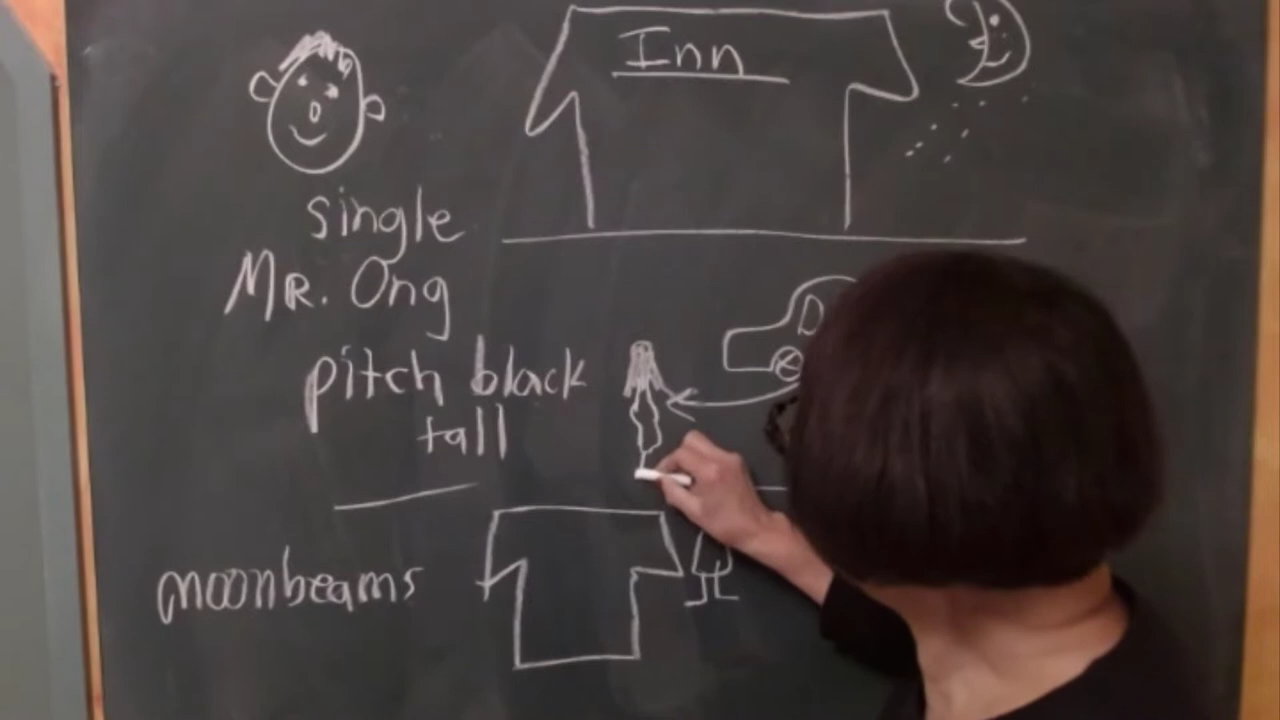 Inn
single
MR. Ong
pitch black
tall
D
moonbeams